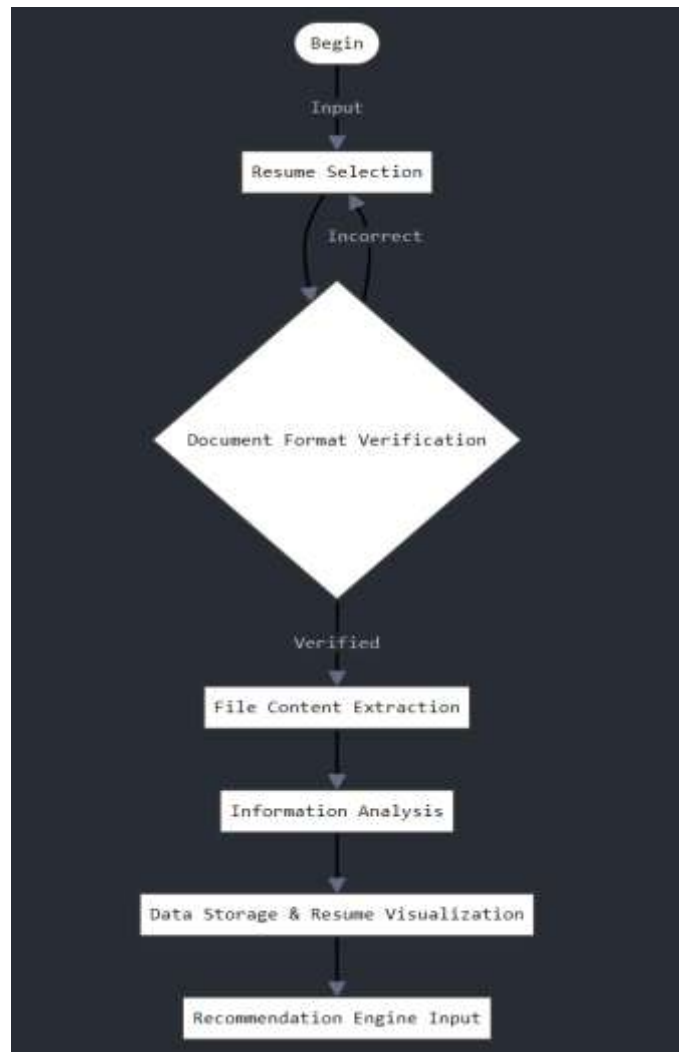 Begin
Input
Resume Selection
Incorrect
Document Format Verification
Verified
File Content Extraction
Information Analysis
Data Storage & Resume Visualization
Recommendation Engine Input